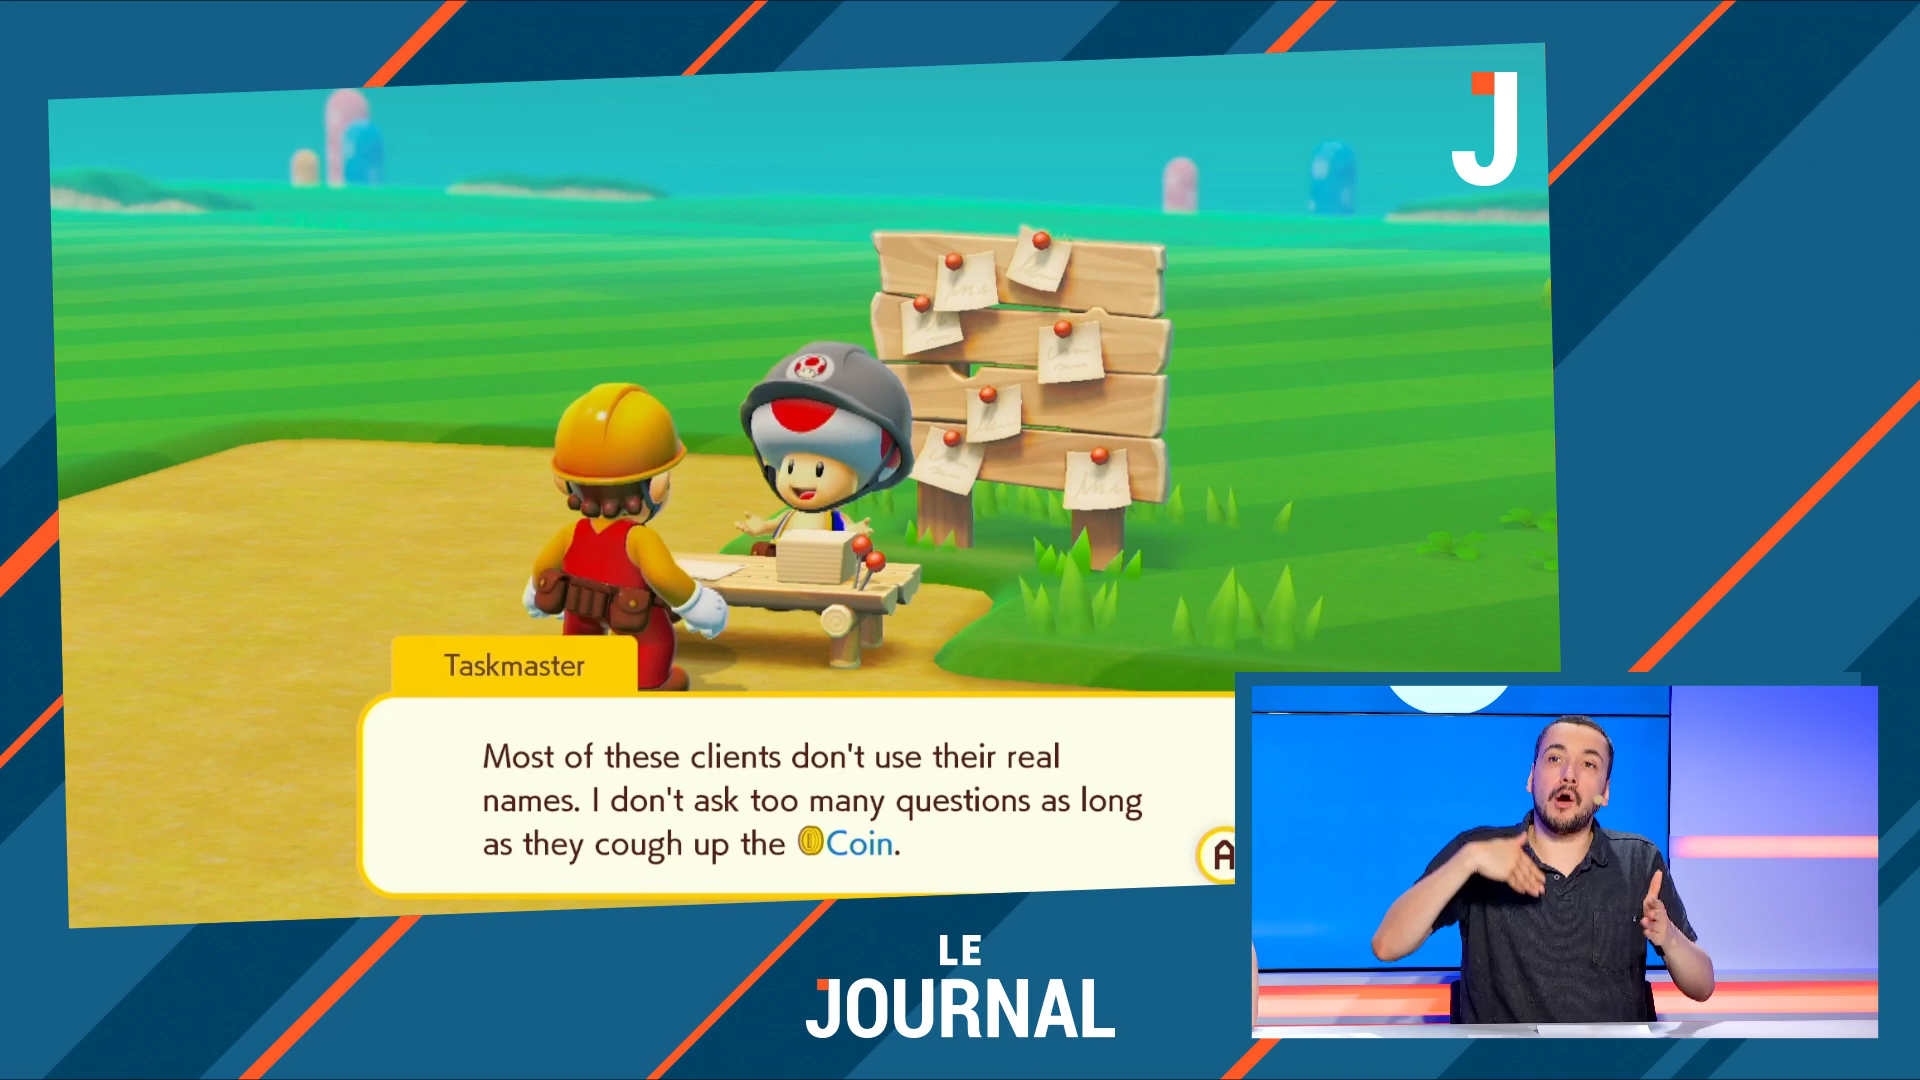 J
Taskmaster
Most of these clients don't use their real
names. I don't ask too many questions as long
as they cough up the Coin.
A
LE
JOURNAL